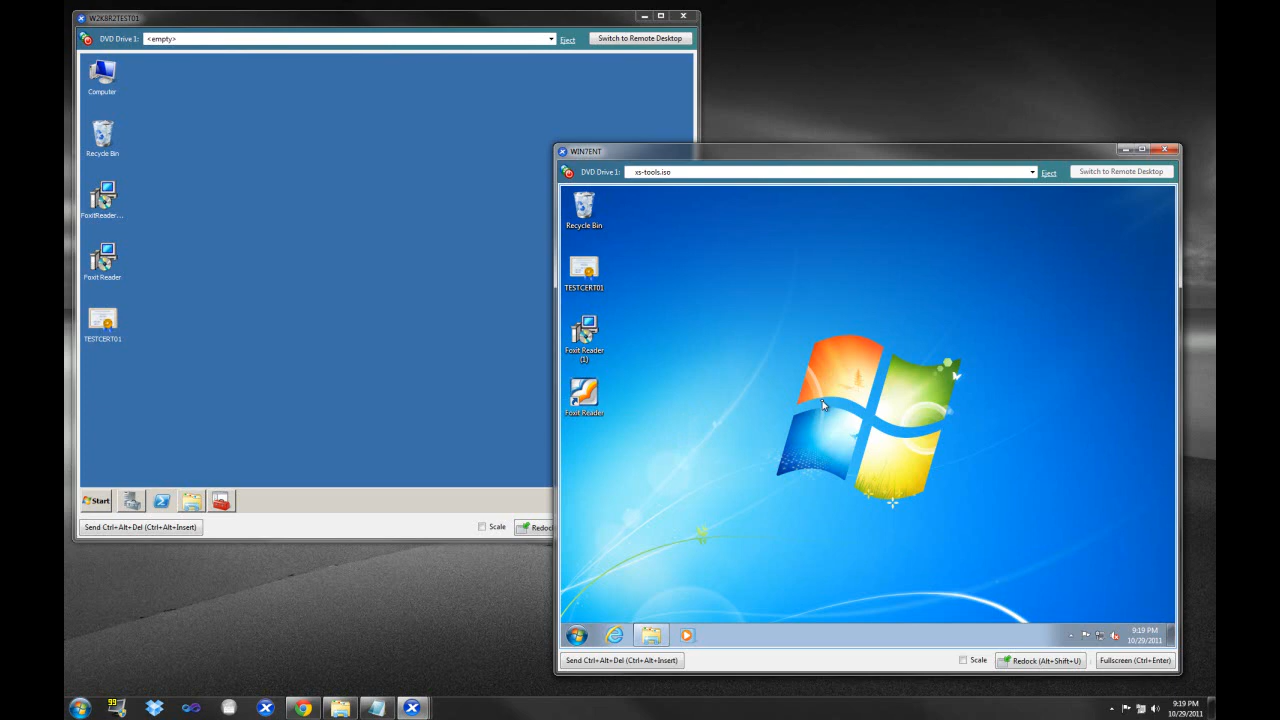 W2K8R2TEST01
DVD Drive 1: <empty> Eject Switch to Remote Desktop
Computer
Recycle Bin
FoxitReader...
Foxit Reader
TESTCERT01
Start
Send Ctrl+Alt+Del (Ctrl+Alt+Insert) Scale Redoc
WIN7ENT
DVD Drive 1: xs-tools.iso Eject Switch to Remote Desktop
Recycle Bin
TESTCERT01
Foxit Reader
(1)
Foxit Reader
9:19 PM
10/29/2011
Send Ctrl+Alt+Del (Ctrl+Alt+Insert) Scale Redock (Alt+Shift+U) Fullscreen (Ctrl+Enter)
99
9:19 PM
10/29/2011